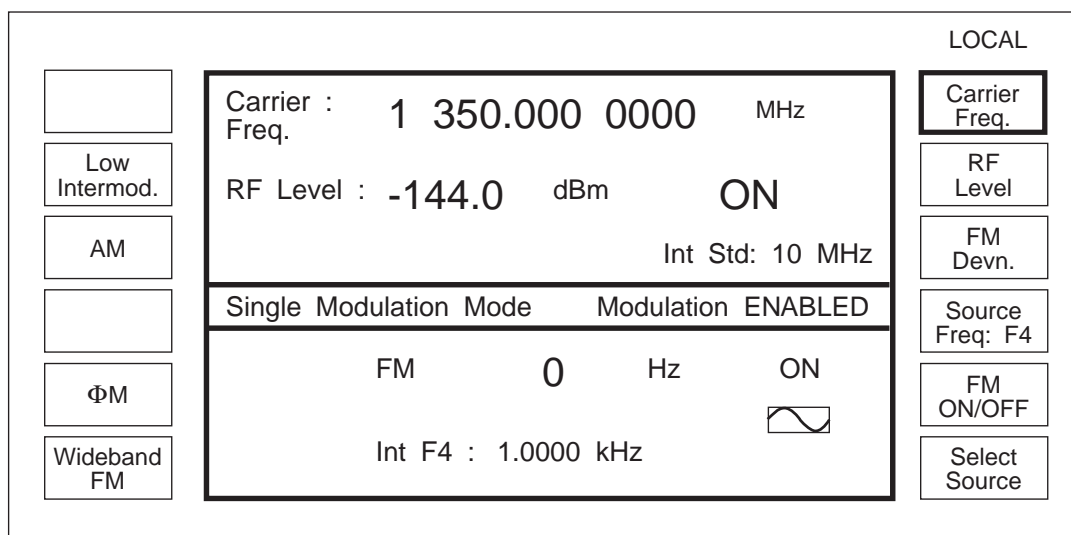 LOCAL
Low
Intermod.
AM
ΦM
Wideband
FM
Carrier :
Freq.
1 350.000 0000 MHz
RF Level : -144.0 dBm ON
Int Std: 10 MHz
Single Modulation Mode Modulation ENABLED
FM 0 Hz ON
Int F4 : 1.0000 kHz
Carrier
Freq.
RF
Level
FM
Devn.
Source
Freq: F4
FM
ON/OFF
Select
Source